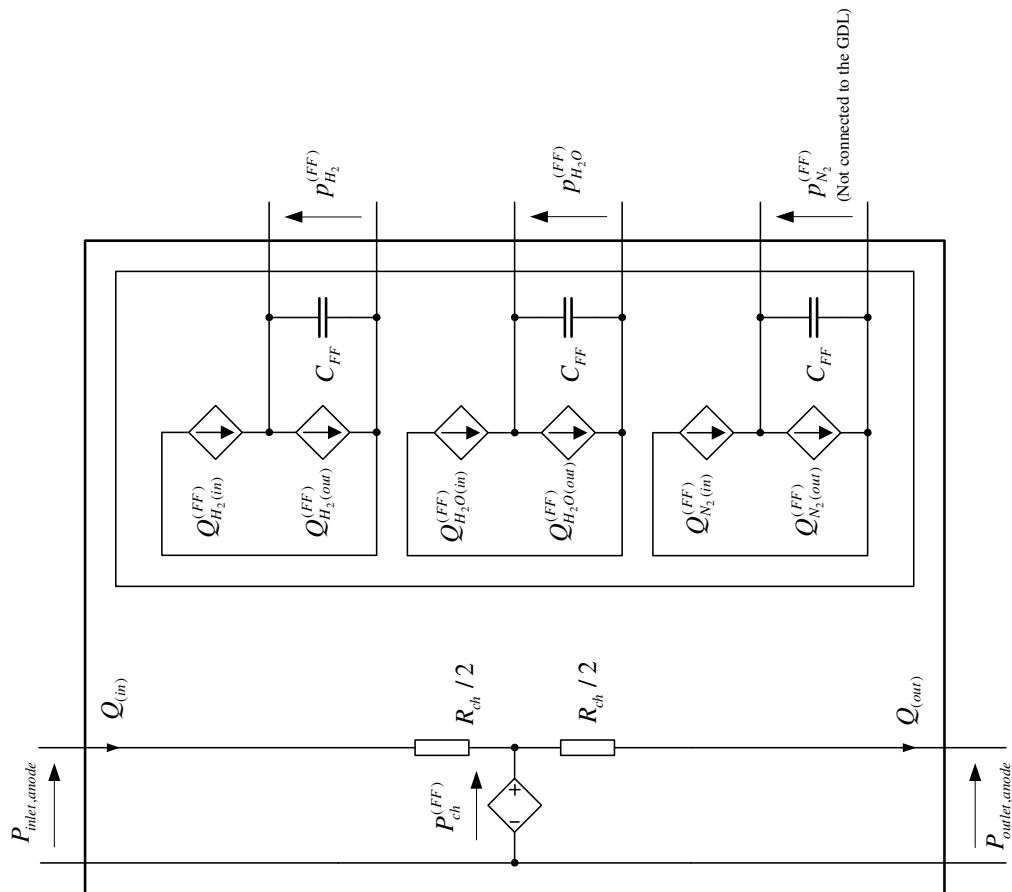 p_{H_2}^{(FF)}
p_{H_2O}^{(FF)}
p_{N_2}^{(FF)}
(Not connected to the GDL)
C_{FF}
C_{FF}
C_{FF}
Q_{H_2(in)}^{(FF)}
Q_{H_2(out)}^{(FF)}
Q_{H_2O(in)}^{(FF)}
Q_{H_2O(out)}^{(FF)}
Q_{N_2(in)}^{(FF)}
Q_{N_2(out)}^{(FF)}
Q_{(in)}
R_{ch} / 2
R_{ch} / 2
Q_{(out)}
P_{inlet,anode}
P_{ch}^{(FF)}
+
−
P_{outlet,anode}